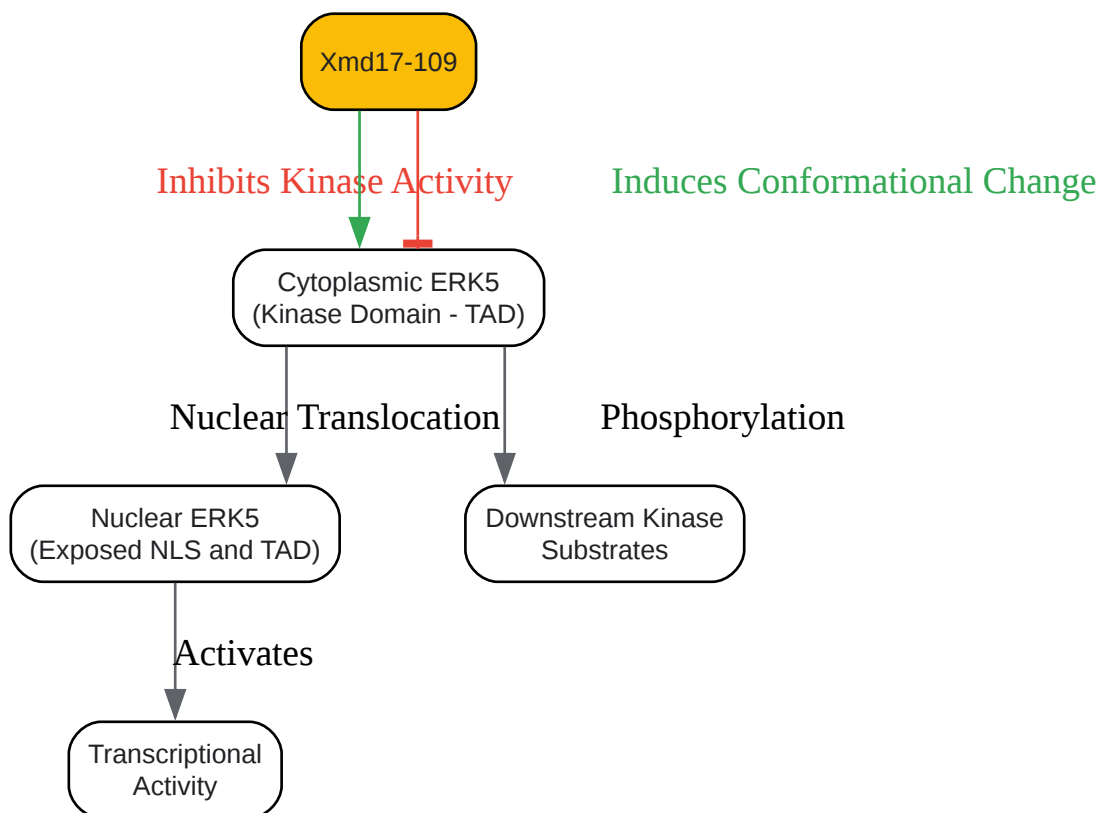 Xmd17-109
Inhibits Kinase Activity
Induces Conformational Change
Cytoplasmic ERK5
(Kinase Domain - TAD)
Nuclear Translocation
Phosphorylation
Nuclear ERK5
(Exposed NLS and TAD)
Downstream Kinase
Substrates
Activates
Transcriptional
Activity